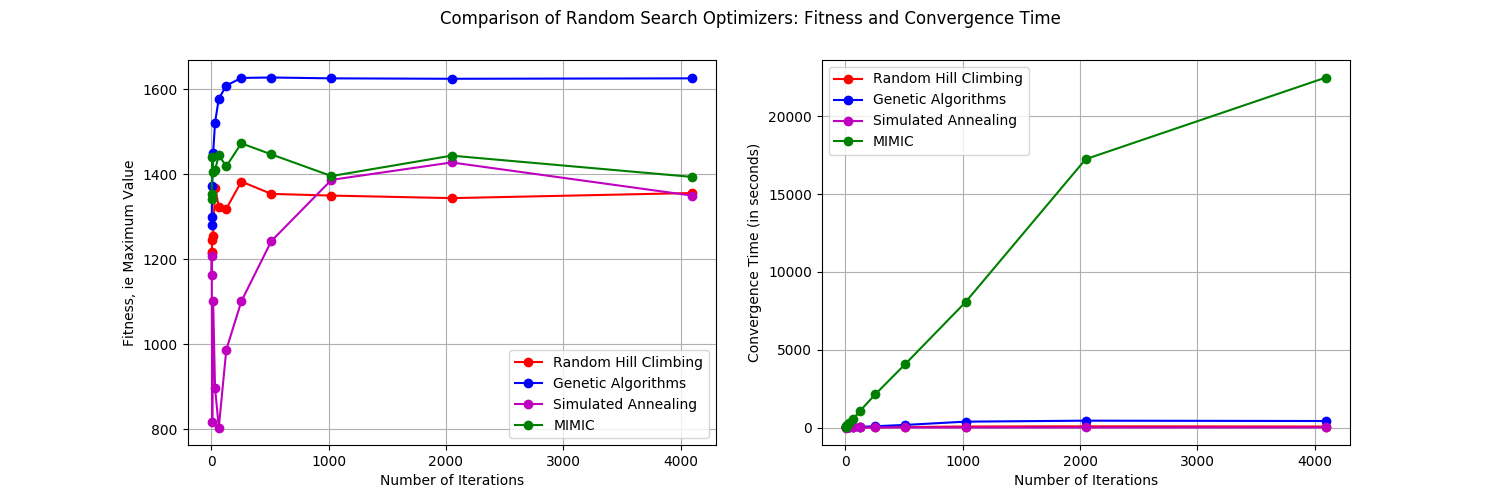 Comparison of Random Search Optimizers: Fitness and Convergence Time
Fitness, ie Maximum Value
1600
1400
1200
1000
800
0
1000
2000
3000
4000
Number of Iterations
Random Hill Climbing
Genetic Algorithms
Simulated Annealing
MIMIC
Convergence Time (in seconds)
20000
15000
10000
5000
0
0
1000
2000
3000
4000
Number of Iterations
Random Hill Climbing
Genetic Algorithms
Simulated Annealing
MIMIC